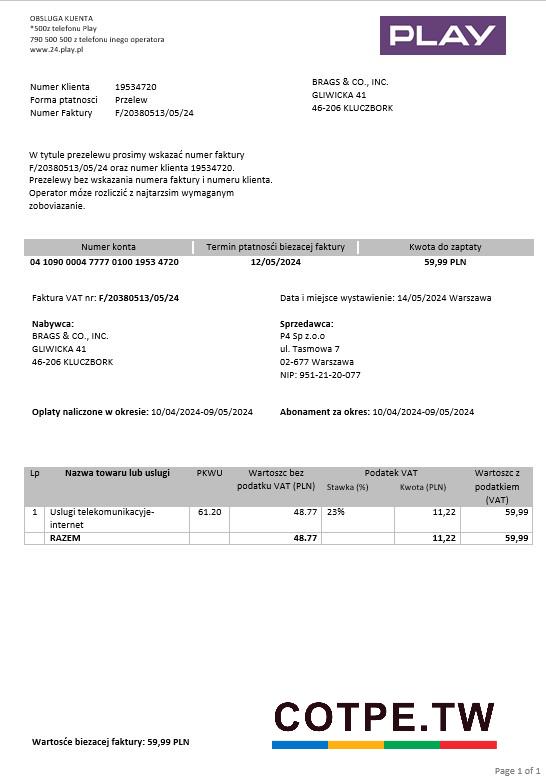 OBSLUGA KUENTA
*500z telefonu Play
790 500 500 z telefonu inego operatora
www.24.play.pl
PLAY
Numer Klienta 19534720
Forma ptatnosci Przelew
Numer Faktury F/20380513/05/24
BRAGS & CO., INC.
GLIWICKA 41
46-206 KLUCZBORK
W tytule prezelewu prosimy wskazać numer faktury
F/20380513/05/24 oraz numer klienta 19534720.
Prezelewy bez wskazania numera faktury i numeru klienta.
Operator móze rozliczić z najtarzsim wymaganym
zoboviazanie.
Numer konta Termin ptatnosći biezacej faktury Kwota do zaptaty
04 1090 0004 7777 0100 1953 4720 12/05/2024 59,99 PLN
Faktura VAT nr: F/20380513/05/24 Data i miejsce wystawienie: 14/05/2024 Warszawa
Nabywca:
BRAGS & CO., INC.
GLIWICKA 41
46-206 KLUCZBORK
Sprzedawca:
P4 Sp z.o.o
ul. Tasmowa 7
02-677 Warszawa
NIP: 951-21-20-077
Oplaty naliczone w okresie: 10/04/2024-09/05/2024 Abonament za okres: 10/04/2024-09/05/2024
Lp Nazwa towaru lub uslugi PKWU Wartoszc bez Podatek VAT Wartoszc z
podatku VAT (PLN) Stawka (%) Kwota (PLN) podatkiem
(VAT)
1 Uslugi telekomunikacyje- 61.20 48.77 23% 11,22 59,99
internet
RAZEM 48.77 11,22 59,99
COTPE.TW
Wartosće biezacej faktury: 59,99 PLN
Page 1 of 1